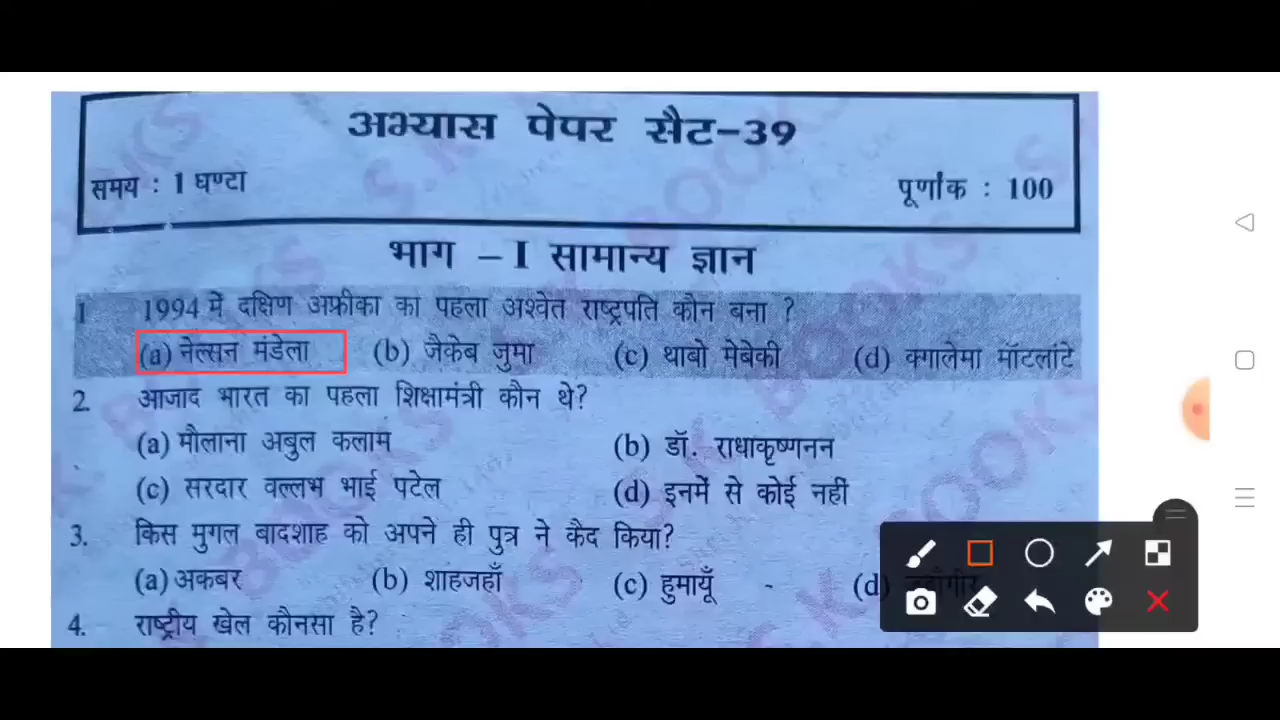 अभ्यास पेपर सैट-39
समय : 1 घण्टा
पूर्णांक : 100
भाग – I सामान्य ज्ञान
1 1994 में दक्षिण अफ्रीका का पहला अश्वेत राष्ट्रपति कौन बना ?
(a) नेल्सन मंडेला (b) जैकेब जुमा (c) थाबो मेबेकी (d) क्गालेमा मॉटलांटे
2. आजाद भारत का पहला शिक्षामंत्री कौन थे?
(a) मौलाना अबुल कलाम (b) डॉ. राधाकृष्णनन
(c) सरदार वल्लभ भाई पटेल (d) इनमें से कोई नही
3. किस मुगल बादशाह को अपने ही पुत्र ने कैद किया?
(a) अकबर (b) शाहजहाँ (c) हुमायूँ - (d)
4. राष्ट्रीय खेल कौनसा है?